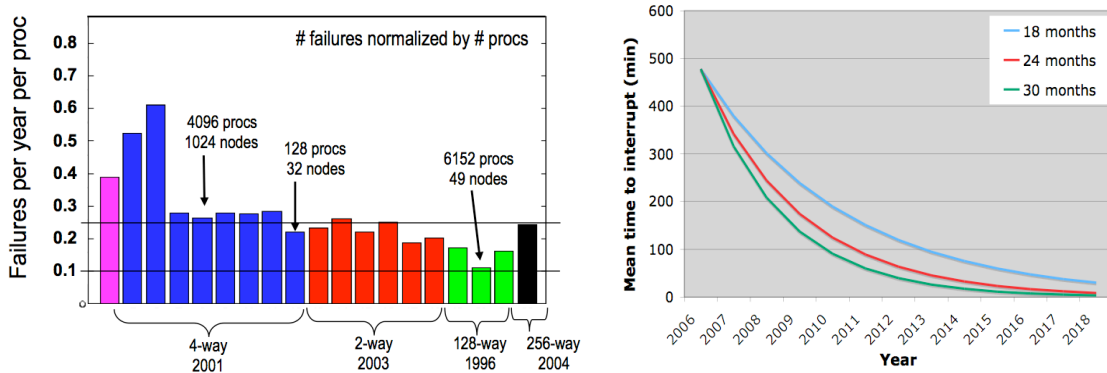 # failures normalized by # procs
Failures per year per proc
0.8
0.7
0.6
0.5
0.4
0.3
0.2
0.1
0
4096 procs
1024 nodes
128 procs
32 nodes
6152 procs
49 nodes
4-way
2001
2-way
2003
128-way
1996
256-way
2004
Mean time to interrupt (min)
600
500
400
300
200
100
0
18 months
24 months
30 months
2006
2007
2008
2009
2010
2011
2012
2013
2014
2015
2016
2017
2018
Year